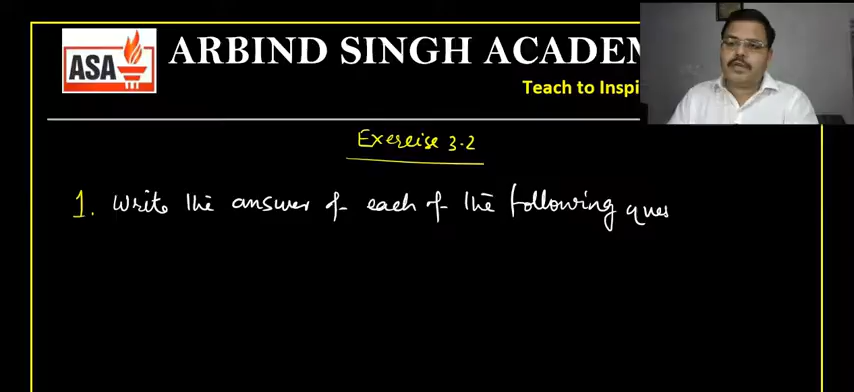 ASA
ARBIND SINGH ACADEM
Teach to Inspi
Exercise 3.2
1. Write the answer of each of the following ques